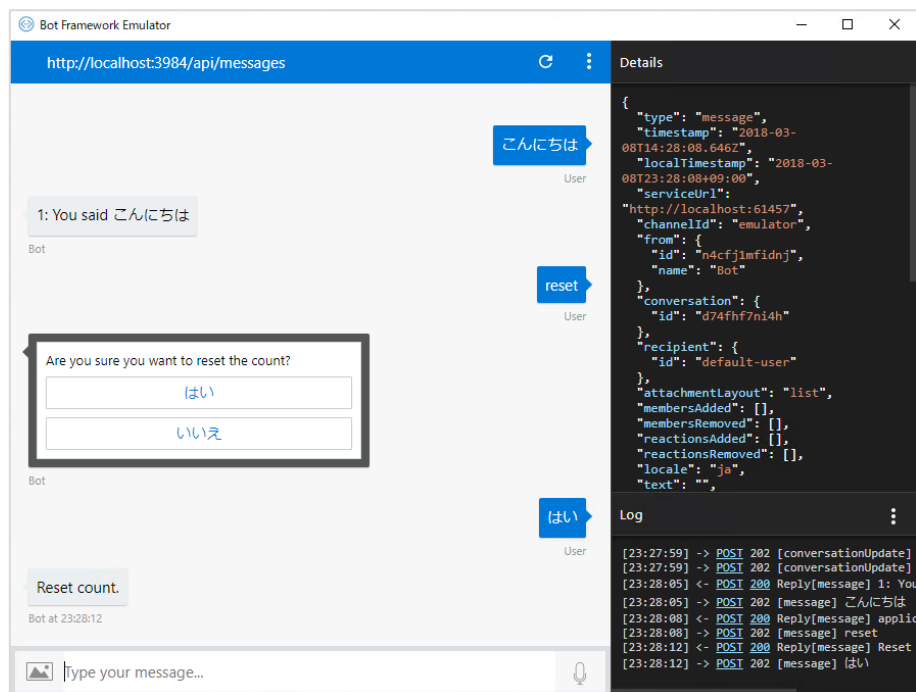 Bot Framework Emulator
http://localhost:3984/api/messages
こんにちは
User
1: You said こんにちは
Bot
reset
User
Are you sure you want to reset the count?
はい
いいえ
Bot
はい
User
Reset count.
Bot at 23:28:12
Type your message...
Details
{
"type": "message",
"timestamp": "2018-03-
08T14:28:08.646Z",
"localTimestamp": "2018-03-
08T23:28:08+09:00",
"serviceUrl":
"http://localhost:61457",
"channelId": "emulator",
"from": {
"id": "n4cfj1mfidnj",
"name": "Bot"
},
"conversation": {
"id": "d74fhf7ni4h"
},
"recipient": {
"id": "default-user"
},
"attachmentLayout": "list",
"membersAdded": [],
"membersRemoved": [],
"reactionsAdded": [],
"reactionsRemoved": [],
"locale": "ja",
"text": "",
Log
[23:27:59] -> POST 202 [conversationUpdate]
[23:27:59] -> POST 202 [conversationUpdate]
[23:28:05] <- POST 200 Reply[message] 1: You
[23:28:05] -> POST 202 [message] こんにちは
[23:28:08] <- POST 200 Reply[message] applic
[23:28:08] -> POST 202 [message] reset
[23:28:12] <- POST 200 Reply[message] Reset
[23:28:12] -> POST 202 [message] はい